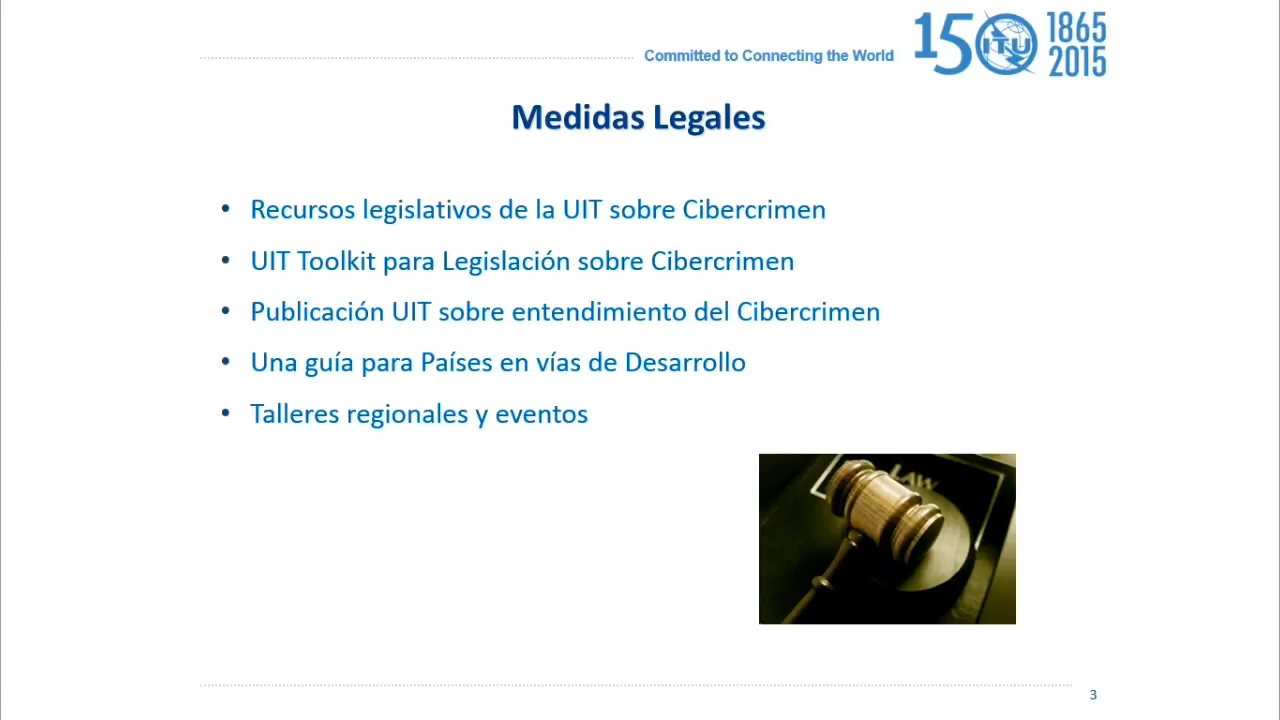 Committed to Connecting the World
150 ITU 1865
2015
Medidas Legales
• Recursos legislativos de la UIT sobre Cibercrimen
• UIT Toolkit para Legislación sobre Cibercrimen
• Publicación UIT sobre entendimiento del Cibercrimen
• Una guía para Países en vías de Desarrollo
• Talleres regionales y eventos
LAW
3